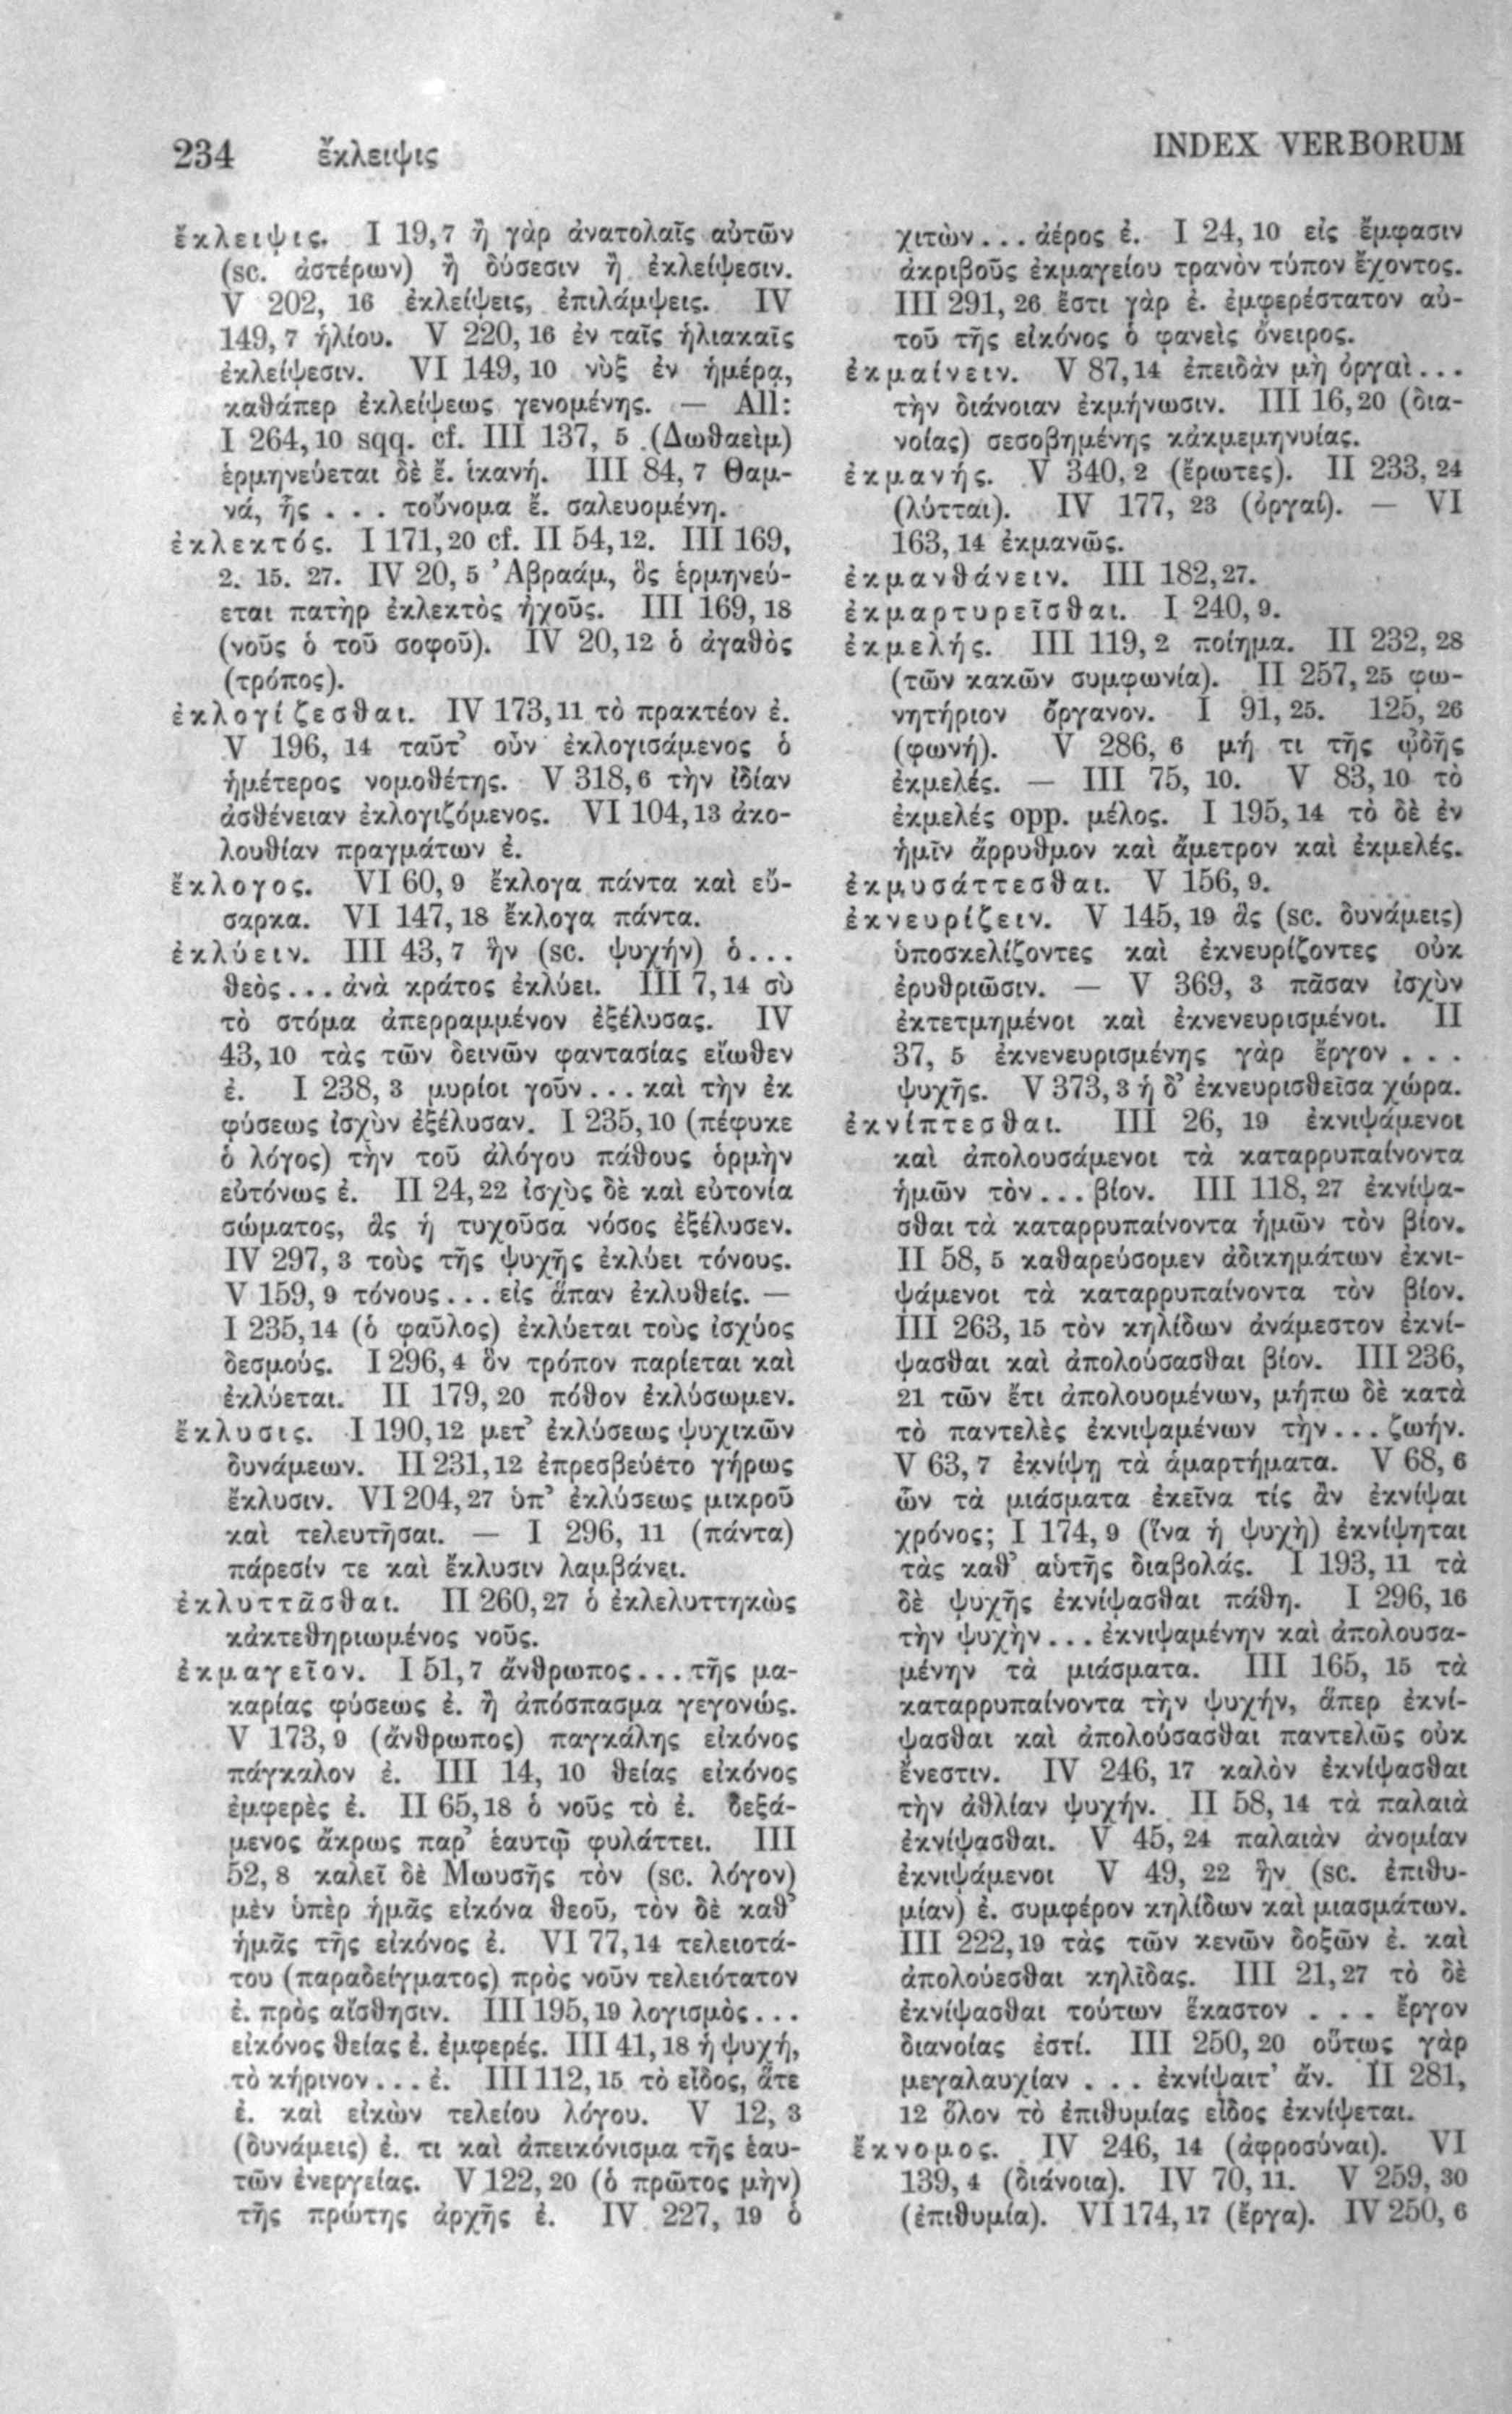 234 ἔκλειψις
INDEX VERBORUM
ἔκλειψις. I 19,7 ἢ γὰρ ἀνατολαῖς αὐτῶν
(sc. ἀστέρων) ἢ δύσεσιν ἢ ἐκλείψεσιν.
V 202, 16 ἐκλείψεις, ἐπιλάμψεις. IV
149, 7 ἡλίου. V 220, 16 ἐν ταῖς ἡλιακαῖς
ἐκλείψεσιν. VI 149, 10 νὺξ ἐν ἡμέρᾳ,
καθάπερ ἐκλείψεως γενομένης. — All:
I 264,10 sqq. cf. III 137, 5 (Δωθαεὶμ)
ἑρμηνεύεται δὲ ἔ. ἱκανή. III 84, 7 Θαμ-
νά, ἧς . . . τοὔνομα ἔ. σαλευομένη.
ἐκλεκτός. I 171,20 cf. II 54,12. III 169,
2. 15. 27. IV 20, 5 Ἀβραάμ, ὃς ἑρμηνεύ-
εται πατὴρ ἐκλεκτὸς ἠχοῦς. III 169, 18
(νοῦς ὁ τοῦ σοφοῦ). IV 20,12 ὁ ἀγαθὸς
(τρόπος).
ἐκλογίζεσθαι. IV 173,11 τὸ πρακτέον ἐ.
V 196, 14 ταῦτ’ οὖν ἐκλογισάμενος ὁ
ἡμέτερος νομοθέτης. V 318,6 τὴν ἰδίαν
ἀσθένειαν ἐκλογιζόμενος. VI 104,13 ἀκο-
λουθίαν πραγμάτων ἐ.
ἔκλογος. VI 60, 9 ἔκλογα πάντα καὶ εὔ-
σαρκα. VI 147, 18 ἔκλογα πάντα.
ἐκλύειν. III 43, 7 ἣν (sc. ψυχήν) ὁ...
θεὸς... ἀνὰ κράτος ἐκλύει. III 7,14 σὺ
τὸ στόμα ἀπερραμμένον ἐξέλυσας. IV
43,10 τὰς τῶν δεινῶν φαντασίας εἴωθεν
ἐ. I 238, 3 μυρίοι γοῦν... καὶ τὴν ἐκ
φύσεως ἰσχὺν ἐξέλυσαν. I 235,10 (πέφυκε
ὁ λόγος) τὴν τοῦ ἀλόγου πάθους ὁρμὴν
εὐτόνως ἐ. II 24,22 ἰσχὺς δὲ καὶ εὐτονία
σώματος, ἃς ἡ τυχοῦσα νόσος ἐξέλυσεν.
IV 297, 3 τοὺς τῆς ψυχῆς ἐκλύει τόνους.
V 159, 9 τόνους... εἰς ἅπαν ἐκλυθείς. —
I 235,14 (ὁ φαῦλος) ἐκλύεται τοὺς ἰσχύος
δεσμούς. I 296,4 ὃν τρόπον παρίεται καὶ
ἐκλύεται. II 179, 20 πόθον ἐκλύσωμεν.
ἔκλυσις. I 190,12 μετ’ ἐκλύσεως ψυχικῶν
δυνάμεων. II 231,12 ἐπρεσβεύετο γήρως
ἔκλυσιν. VI 204, 27 ὑπ’ ἐκλύσεως μικροῦ
καὶ τελευτῆσαι. — I 296, 11 (πάντα)
πάρεσίν τε καὶ ἔκλυσιν λαμβάνει.
ἐκλυττᾶσθαι. II 260,27 ὁ ἐκλελυττηκὼς
κἀκτεθηριωμένος νοῦς.
ἐκμαγεῖον. I 51,7 ἄνθρωπος... τῆς μα-
καρίας φύσεως ἐ. ἢ ἀπόσπασμα γεγονώς.
V 173,9 (ἄνθρωπος) παγκάλης εἰκόνος
πάγκαλον ἐ. III 14, 10 θείας εἰκόνος
ἐμφερὲς ἐ. II 65,18 ὁ νοῦς τὸ ἐ. δεξά-
μενος ἄκρως παρ’ ἑαυτῷ φυλάττει. III
52, 8 καλεῖ δὲ Μωυσῆς τὸν (sc. λόγον)
μὲν ὑπὲρ ἡμᾶς εἰκόνα θεοῦ, τὸν δὲ καθ’
ἡμᾶς τῆς εἰκόνος ἐ. VI 77,14 τελειοτά-
του (παραδείγματος) πρὸς νοῦν τελειότατον
ἐ. πρὸς αἴσθησιν. III 195,19 λογισμὸς...
εἰκόνος θείας ἐ. ἐμφερές. III 41,18 ἡ ψυχή,
τὸ κήρινον... ἐ. III 112,15 τὸ εἶδος, ἅτε
ἐ. καὶ εἰκὼν τελείου λόγου. V 12, 3
(δυνάμεις) ἐ. τι καὶ ἀπεικόνισμα τῆς ἑαυ-
τῶν ἐνεργείας. V 122,20 (ὁ πρῶτος μὴν)
τῆς πρώτης ἀρχῆς ἐ. IV 227, 19 ὁ
χιτὼν... ἀέρος ἐ. I 24, 10 εἰς ἔμφασιν
ἀκριβοῦς ἐκμαγείου τρανὸν τύπον ἔχοντος.
III 291, 26 ἔστι γὰρ ἐ. ἐμφερέστατον αὐ-
τοῦ τῆς εἰκόνος ὁ φανεὶς ὄνειρος.
ἐκμαίνειν. V 87,14 ἐπειδὰν μὴ ὀργαὶ...
τὴν διάνοιαν ἐκμήνωσιν. III 16,20 (δια-
νοίας) σεσοβημένης κἀκμεμηνυίας.
ἐκμανής. V 340, 2 (ἔρωτες). II 233, 24
(λύτται). IV 177, 23 (ὀργαί). — VI
163, 14 ἐκμανῶς.
ἐκμανθάνειν. III 182,27.
ἐκμαρτυρεῖσθαι. I 240, 9.
ἐκμελής. III 119, 2 ποίημα. II 232, 28
(τῶν κακῶν συμφωνία). II 257, 25 φω-
νητήριον ὄργανον. I 91, 25. 125, 26
(φωνή). V 286, 6 μή τι τῆς ᾠδῆς
ἐκμελές. — III 75, 10. V 83, 10 τὸ
ἐκμελές opp. μέλος. I 195, 14 τὸ δὲ ἐν
ἡμῖν ἄρρυθμον καὶ ἄμετρον καὶ ἐκμελές.
ἐκμυσάττεσθαι. V 156, 9.
ἐκνευρίζειν. V 145, 19 ἃς (sc. δυνάμεις)
ὑποσκελίζοντες καὶ ἐκνευρίζοντες οὐκ
ἐρυθριῶσιν. — V 369, 3 πᾶσαν ἰσχὺν
ἐκτετμημένοι καὶ ἐκνενευρισμένοι. II
37, 5 ἐκνενευρισμένης γὰρ ἔργον . . .
ψυχῆς. V 373, 3 ἡ δ’ ἐκνευρισθεῖσα χώρα.
ἐκνίπτεσθαι. III 26, 19 ἐκνιψάμενοι
καὶ ἀπολουσάμενοι τὰ καταρρυπαίνοντα
ἡμῶν τὸν... βίον. III 118, 27 ἐκνίψα-
σθαι τὰ καταρρυπαίνοντα ἡμῶν τὸν βίον.
II 58, 5 καθαρεύσομεν ἀδικημάτων ἐκνι-
ψάμενοι τὰ καταρρυπαίνοντα τὸν βίον.
III 263, 15 τὸν κηλίδων ἀνάμεστον ἐκνί-
ψασθαι καὶ ἀπολούσασθαι βίον. III 236,
21 τῶν ἔτι ἀπολουομένων, μήπω δὲ κατὰ
τὸ παντελὲς ἐκνιψαμένων τὴν... ζωήν.
V 63, 7 ἐκνίψῃ τὰ ἁμαρτήματα. V 68, 6
ὧν τὰ μιάσματα ἐκεῖνα τίς ἂν ἐκνίψαι
χρόνος; I 174, 9 (ἵνα ἡ ψυχὴ) ἐκνίψηται
τὰς καθ’ αὑτῆς διαβολάς. I 193, 11 τὰ
δὲ ψυχῆς ἐκνίψασθαι πάθη. I 296, 16
τὴν ψυχὴν... ἐκνιψαμένην καὶ ἀπολουσα-
μένην τὰ μιάσματα. III 165, 15 τὰ
καταρρυπαίνοντα τὴν ψυχήν, ἅπερ ἐκνί-
ψασθαι καὶ ἀπολούσασθαι παντελῶς οὐκ
ἔνεστιν. IV 246, 17 καλὸν ἐκνίψασθαι
τὴν ἀθλίαν ψυχήν. II 58, 14 τὰ παλαιὰ
ἐκνίψασθαι. V 45, 24 παλαιὰν ἀνομίαν
ἐκνιψάμενοι V 49, 22 ἣν (sc. ἐπιθυ-
μίαν) ἐ. συμφέρον κηλίδων καὶ μιασμάτων.
III 222,19 τὰς τῶν κενῶν δοξῶν ἐ. καὶ
ἀπολούεσθαι κηλῖδας. III 21,27 τὸ δὲ
ἐκνίψασθαι τούτων ἕκαστον . . . ἔργον
διανοίας ἐστί. III 250, 20 οὕτως γὰρ
μεγαλαυχίαν . . . ἐκνίψαιτ’ ἄν. II 281,
12 ὅλον τὸ ἐπιθυμίας εἶδος ἐκνίψεται.
ἔκνομος. IV 246, 14 (ἀφροσύναι). VI
139, 4 (διάνοια). IV 70, 11. V 259, 30
(ἐπιθυμία). VI 174, 17 (ἔργα). IV 250, 6